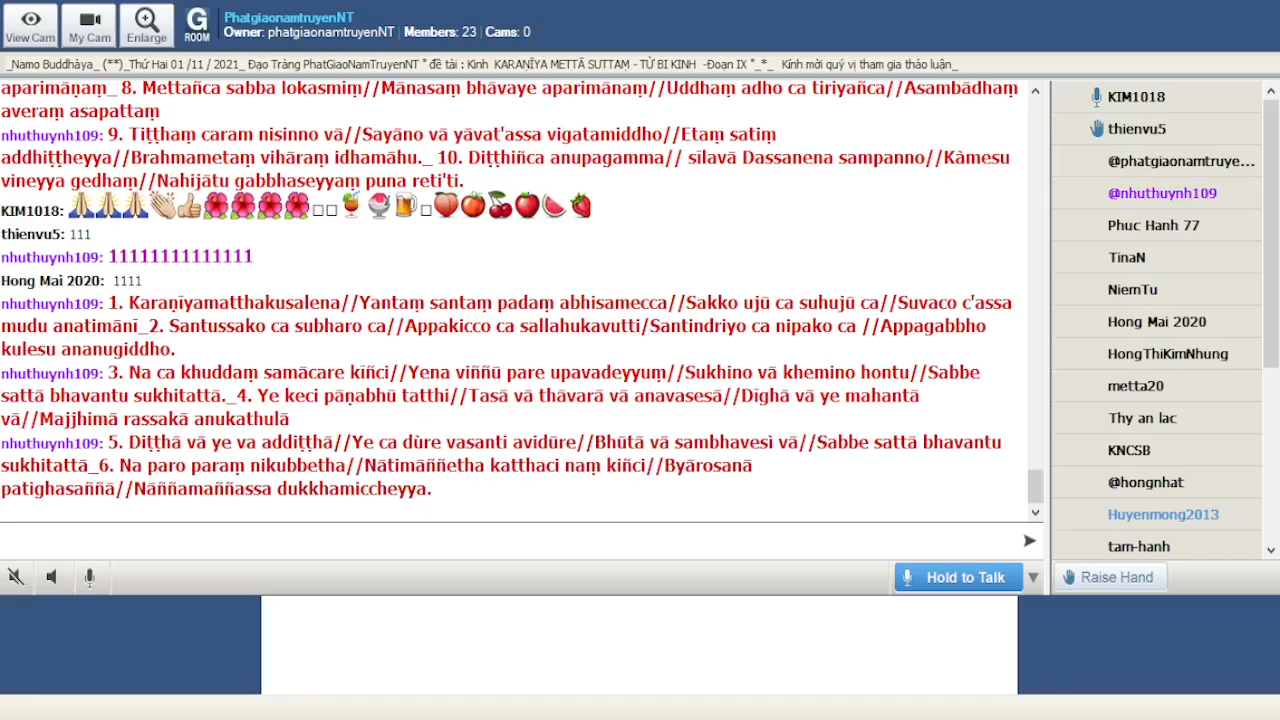 PhatgiaonamtruyenNT
Owner: phatgiaonamtruyenNT | Members: 23 | Cams: 0
View Cam
My Cam
Enlarge
G
ROOM
_Namo Buddhàya_ (**)_Thứ Hai 01 /11 / 2021_ Đạo Tràng PhatGiaoNamTruyenNT * đề tài : Kinh KARAṆĪYA METTĀ SUTTAṂ - TỪ BI KINH -Đoạn IX *_*_ Kính mời quý vị tham gia thảo luận_
aparimāṇaṃ_ 8. Mettañca sabba lokasmiṃ//Mānasaṃ bhāvaye aparimānaṃ//Uddhaṃ adho ca tiriyañca//Asambādhaṃ
averaṃ asapattaṃ
nhuthuynh109: 9. Tiṭṭhaṃ caram nisinno vā//Sayāno vā yāvat'assa vigatamiddho//Etaṃ satiṃ
addhiṭṭheyya//Brahmametaṃ vihāraṃ idhamāhu._ 10. Diṭṭhiñca anupagamma// sīlavā Dassanena sampanno//Kàmesu
vineyya gedhaṃ//Nahijātu gabbhaseyyaṃ puna reti'ti.
KIM1018: 🙏🙏🙏👏👍🌺🌺🌺🌺□□🍹🍨🍺□🍑🍅🍒🍎🍉🍓
thienvu5: 111
nhuthuynh109: 11111111111111
Hong Mai 2020: 1111
nhuthuynh109: 1. Karaṇīyamatthakusalena//Yantaṃ santaṃ padaṃ abhisamecca//Sakko ujū ca suhujū ca//Suvaco c'assa
mudu anatimānī_2. Santussako ca subharo ca//Appakicco ca sallahukavutti/Santindriyo ca nipako ca //Appagabbho
kulesu ananugiddho.
nhuthuynh109: 3. Na ca khuddaṃ samācare kīñci//Yena viññū pare upavadeyyuṃ//Sukhino vā khemino hontu//Sabbe
sattā bhavantu sukhitattā._4. Ye keci pāṇabhū tatthi//Tasā vā thāvarā vā anavasesā//Dīghā vā ye mahantā
vā//Majjhimā rassakā anukathulā
nhuthuynh109: 5. Diṭṭhā vā ye va addiṭṭhā//Ye ca dùre vasanti avidūre//Bhūtā vā sambhavesi vā//Sabbe sattā bhavantu
sukhitattā_6. Na paro paraṃ nikubbetha//Nātimāññetha katthaci naṃ kiñci//Byārosanā
patighasaññā//Nāññamaññassa dukkhamiccheyya.
KIM1018
thienvu5
@phatgiaonamtruye...
@nhuthuynh109
Phuc Hanh 77
TinaN
NiemTu
Hong Mai 2020
HongThiKimNhung
metta20
Thy an lac
KNCSB
@hongnhat
Huyenmong2013
tam-hanh
Hold to Talk
Raise Hand